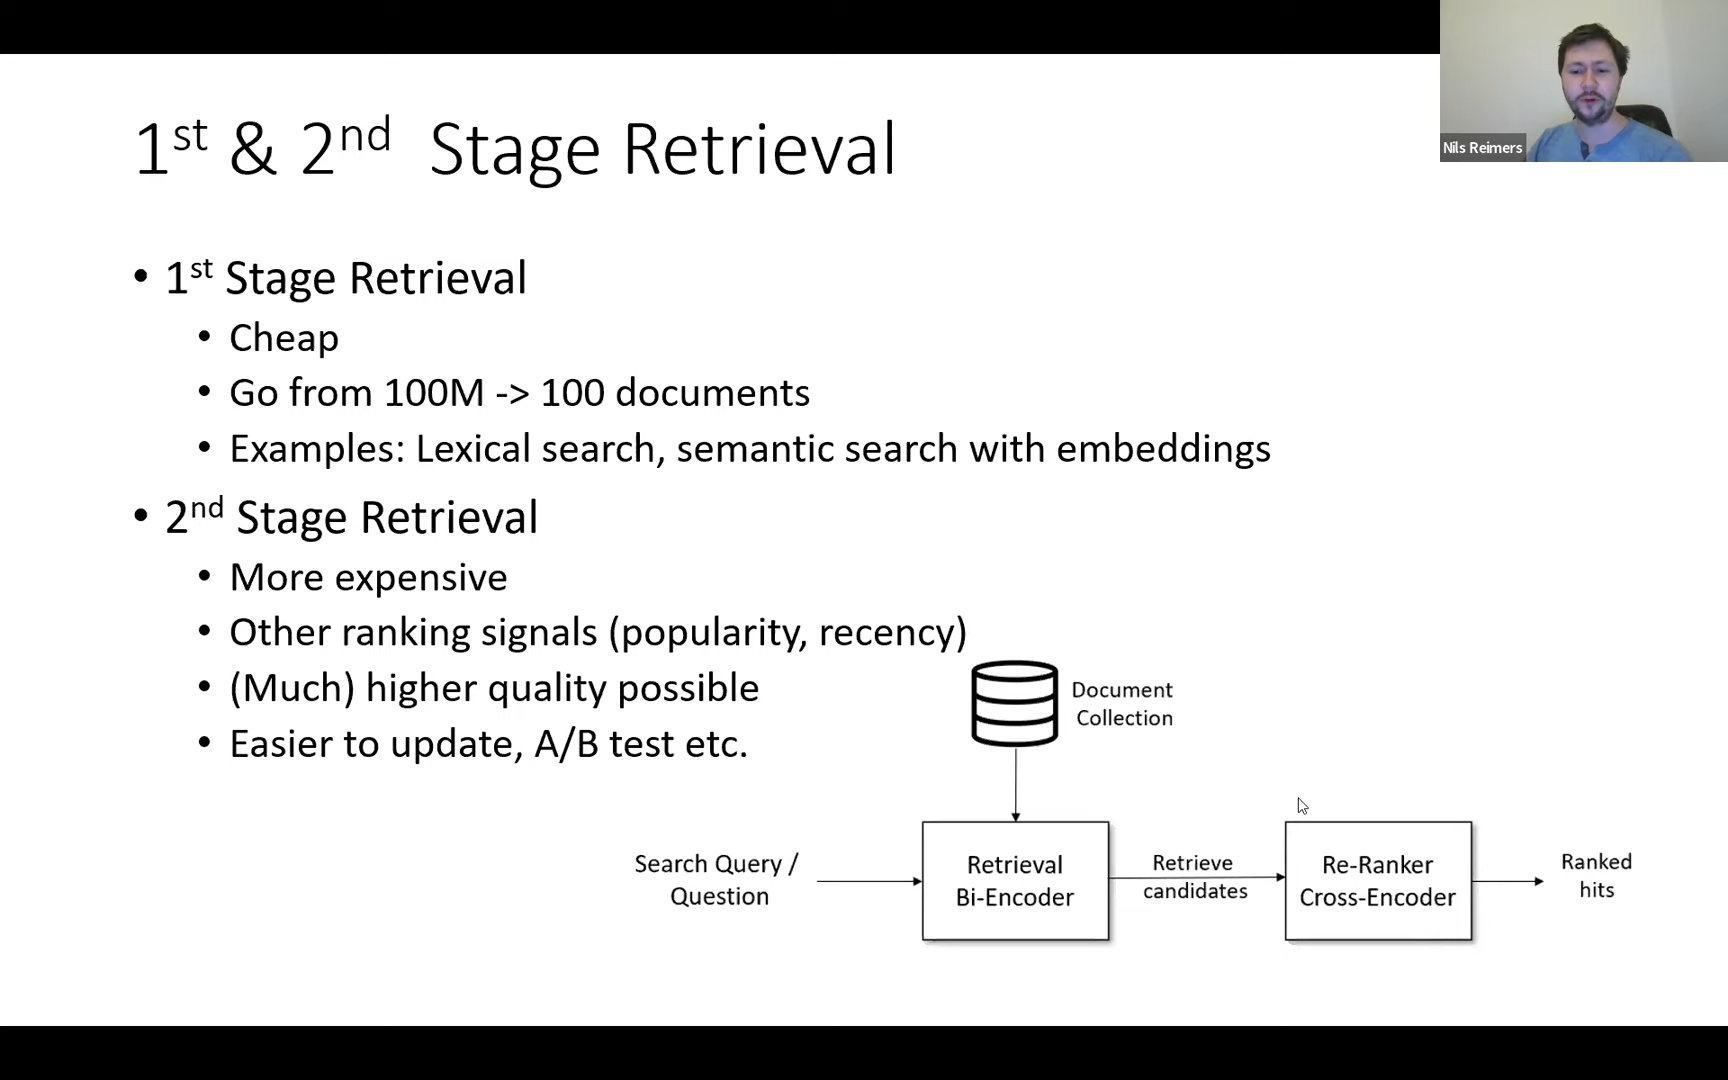 1st & 2nd Stage Retrieval
Nils Reimers
• 1st Stage Retrieval
• Cheap
• Go from 100M -> 100 documents
• Examples: Lexical search, semantic search with embeddings
• 2nd Stage Retrieval
• More expensive
• Other ranking signals (popularity, recency)
• (Much) higher quality possible
• Easier to update, A/B test etc.
Document
Collection
Search Query /
Question
Retrieval
Bi-Encoder
Retrieve
candidates
Re-Ranker
Cross-Encoder
Ranked
hits